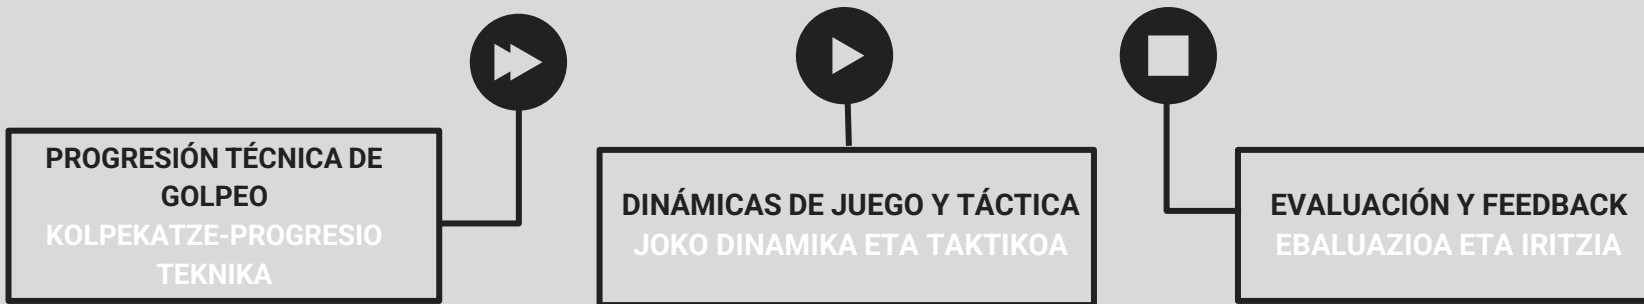 PROGRESIÓN TÉCNICA DE
GOLPEO
KOLPEKATZE-PROGRESIO
TEKNIKA
DINÁMICAS DE JUEGO Y TÁCTICA
JOKO DINAMIKA ETA TAKTIKOA
EVALUACIÓN Y FEEDBACK
EBALUAZIOA ETA IRITZIA